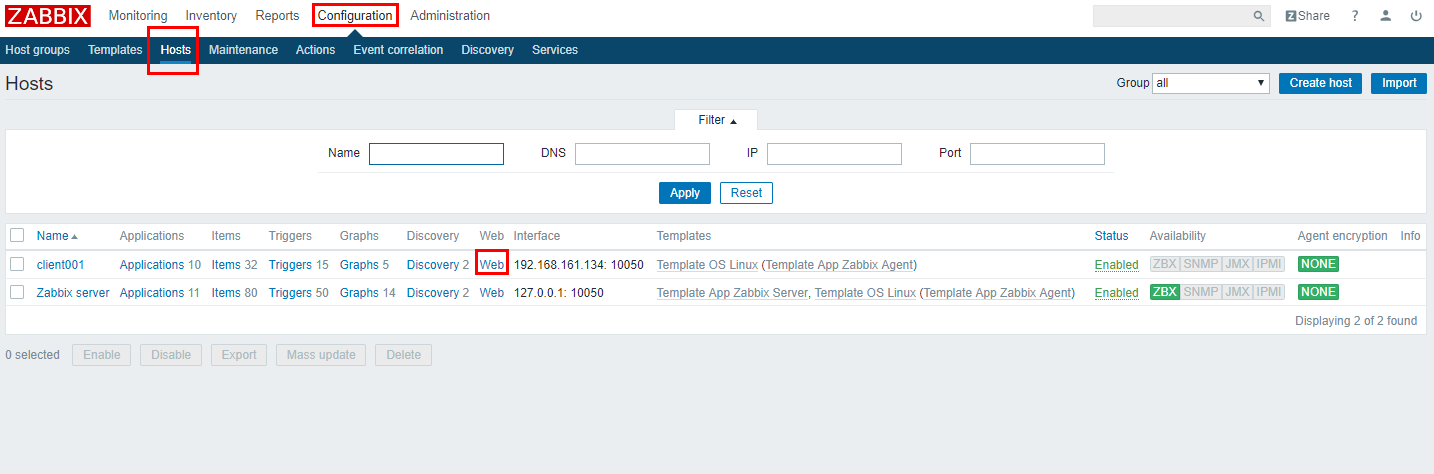 ZABBIX Monitoring Inventory Reports Configuration Administration Share ?
Host groups Templates Hosts Maintenance Actions Event correlation Discovery Services
Hosts Group all Create host Import
Filter
Name DNS IP Port
Apply Reset
Name Applications Items Triggers Graphs Discovery Web Interface Templates Status Availability Agent encryption Info
client001 Applications 10 Items 32 Triggers 15 Graphs 5 Discovery 2 Web 192.168.161.134: 10050 Template OS Linux (Template App Zabbix Agent) Enabled ZBX SNMP JMX IPMI NONE
Zabbix server Applications 11 Items 80 Triggers 50 Graphs 14 Discovery 2 Web 127.0.0.1: 10050 Template App Zabbix Server, Template OS Linux (Template App Zabbix Agent) Enabled ZBX SNMP JMX IPMI NONE
Displaying 2 of 2 found
0 selected Enable Disable Export Mass update Delete